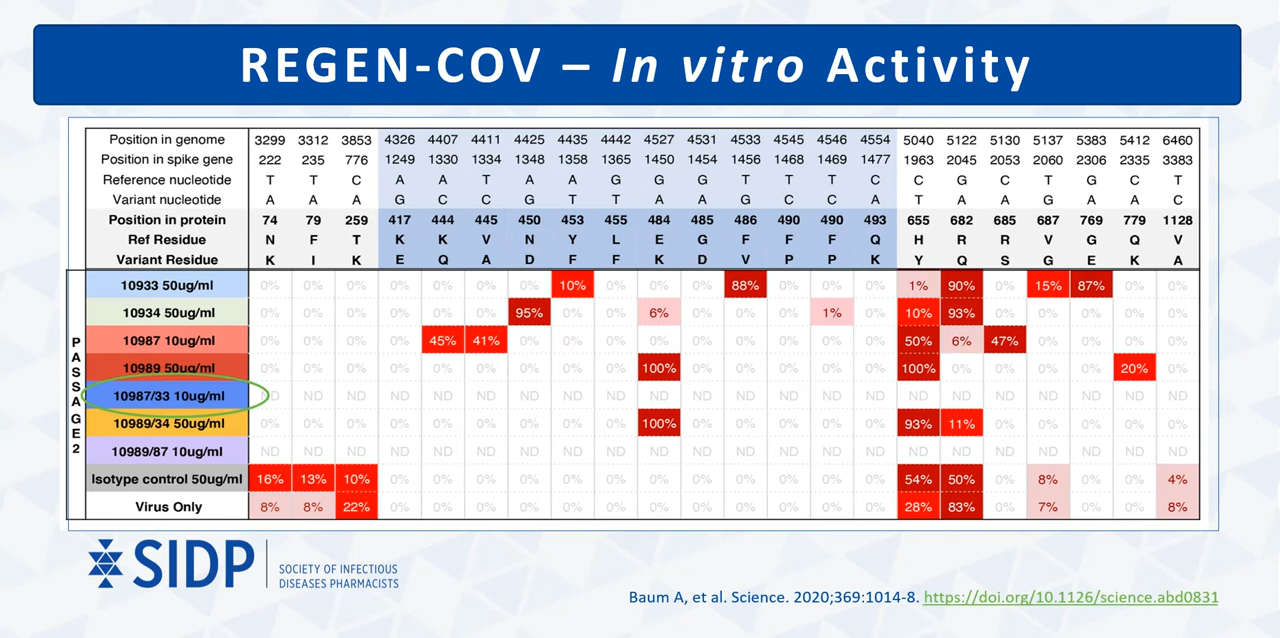 REGEN-COV – In vitro Activity
Position in genome 3299 3312 3853 4326 4407 4411 4425 4435 4442 4527 4531 4533 4545 4546 4554 5040 5122 5130 5137 5383 5412 6460
Position in spike gene 222 235 776 1249 1330 1334 1348 1358 1365 1450 1454 1456 1468 1469 1477 1963 2045 2053 2060 2306 2335 3383
Reference nucleotide T T C A A T A A G G G T T T C C G C T G C T
Variant nucleotide A A A G C C G T T A A G C C A T A A G A A C
Position in protein 74 79 259 417 444 445 450 453 455 484 485 486 490 490 493 655 682 685 687 769 779 1128
Ref Residue N F T K K V N Y L E G F F F Q H R R V G Q V
Variant Residue K I K E Q A D F F K D V P P K Y Q S G E K A
PASSAGE2
10933 50ug/ml 0% 0% 0% 0% 0% 0% 0% 10% 0% 0% 0% 88% 0% 0% 0% 1% 90% 0% 15% 87% 0% 0%
10934 50ug/ml 0% 0% 0% 0% 0% 0% 95% 0% 0% 6% 0% 0% 0% 1% 0% 10% 93% 0% 0% 0% 0% 0%
10987 10ug/ml 0% 0% 0% 0% 45% 41% 0% 0% 0% 0% 0% 0% 0% 0% 0% 50% 6% 47% 0% 0% 0% 0%
10989 50ug/ml 0% 0% 0% 0% 0% 0% 0% 0% 0% 100% 0% 0% 0% 0% 0% 100% 0% 0% 0% 0% 20% 0%
10987/33 10ug/ml ND ND ND ND ND ND ND ND ND ND ND ND ND ND ND ND ND ND ND ND ND ND
10989/34 50ug/ml 0% 0% 0% 0% 0% 0% 0% 0% 0% 100% 0% 0% 0% 0% 0% 93% 11% 0% 0% 0% 0% 0%
10989/87 10ug/ml ND ND ND ND ND ND ND ND ND ND ND ND ND ND ND ND ND ND ND ND ND ND
Isotype control 50ug/ml 16% 13% 10% 0% 0% 0% 0% 0% 0% 0% 0% 0% 0% 0% 0% 54% 50% 0% 8% 0% 0% 4%
Virus Only 8% 8% 22% 0% 0% 0% 0% 0% 0% 0% 0% 0% 0% 0% 0% 28% 83% 0% 7% 0% 0% 8%
SIDP
SOCIETY OF INFECTIOUS
DISEASES PHARMACISTS
Baum A, et al. Science. 2020;369:1014-8. https://doi.org/10.1126/science.abd0831